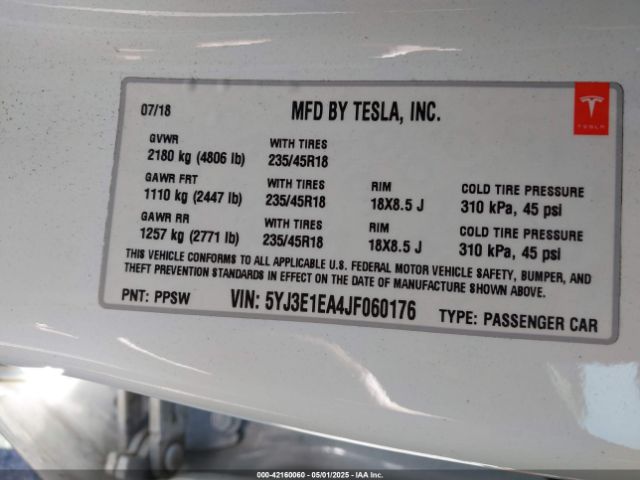 07/18 MFD BY TESLA, INC.
TESLA
GVWR WITH TIRES
2180 kg (4806 lb) 235/45R18
GAWR FRT WITH TIRES RIM COLD TIRE PRESSURE
1110 kg (2447 lb) 235/45R18 18X8.5 J 310 kPa, 45 psi
GAWR RR WITH TIRES RIM COLD TIRE PRESSURE
1257 kg (2771 lb) 235/45R18 18X8.5 J 310 kPa, 45 psi
THIS VEHICLE CONFORMS TO ALL APPLICABLE U.S. FEDERAL MOTOR VEHICLE SAFETY, BUMPER, AND
THEFT PREVENTION STANDARDS IN EFFECT ON THE DATE OF MANUFACTURE SHOWN ABOVE.
PNT: PPSW VIN: 5YJ3E1EA4JF060176 TYPE: PASSENGER CAR
000-42160060 - 05/01/2025 - IAAI.COM